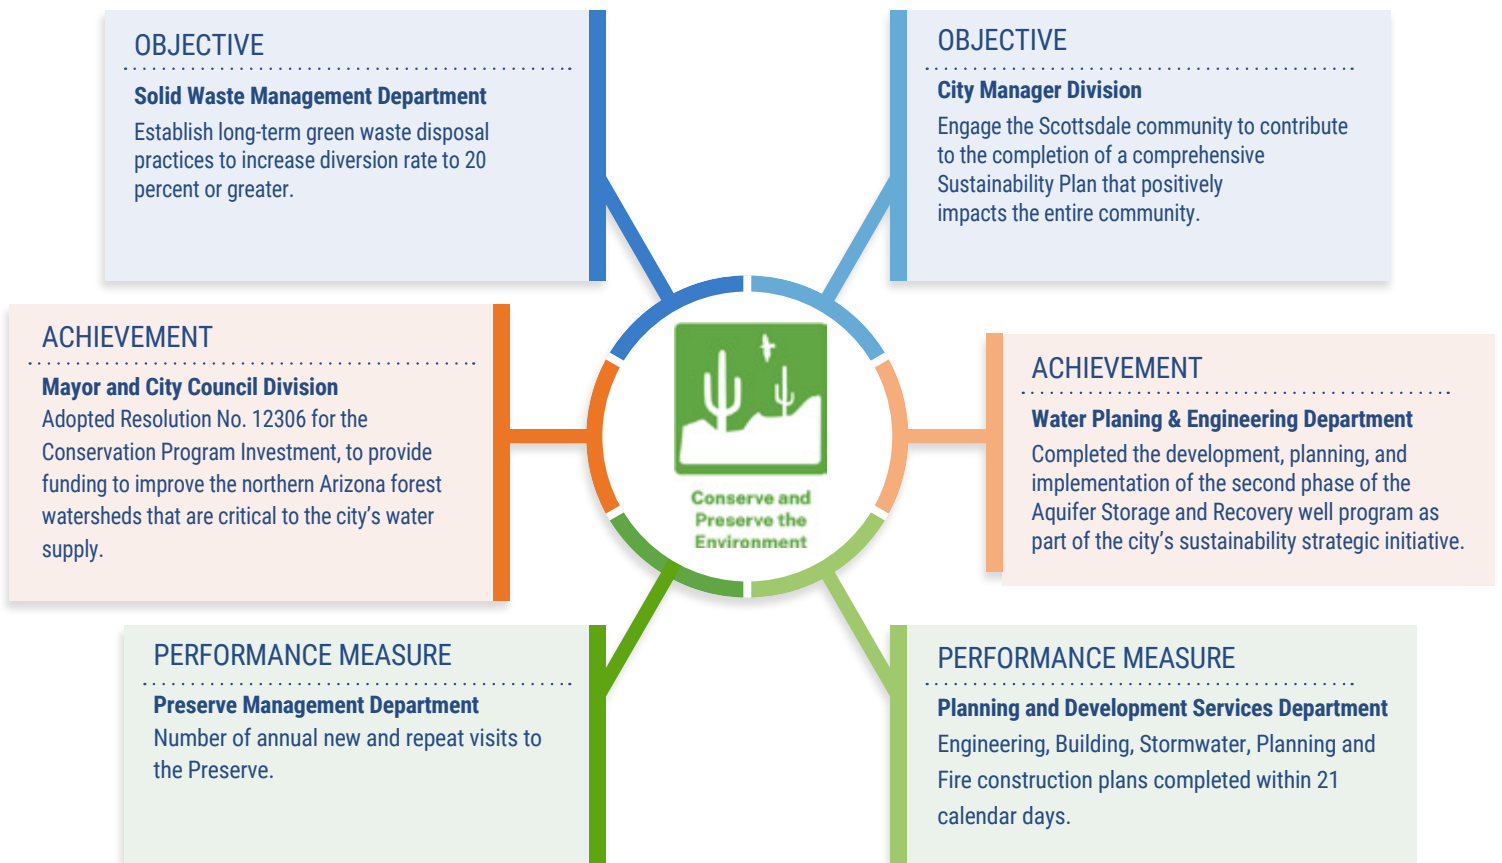 OBJECTIVE
Solid Waste Management Department
Establish long-term green waste disposal
practices to increase diversion rate to 20
percent or greater.
OBJECTIVE
City Manager Division
Engage the Scottsdale community to contribute
to the completion of a comprehensive
Sustainability Plan that positively
impacts the entire community.
ACHIEVEMENT
Mayor and City Council Division
Adopted Resolution No. 12306 for the
Conservation Program Investment, to provide
funding to improve the northern Arizona forest
watersheds that are critical to the city’s water
supply.
Conserve and
Preserve the
Environment
ACHIEVEMENT
Water Planing & Engineering Department
Completed the development, planning, and
implementation of the second phase of the
Aquifer Storage and Recovery well program as
part of the city’s sustainability strategic initiative.
PERFORMANCE MEASURE
Preserve Management Department
Number of annual new and repeat visits to
the Preserve.
PERFORMANCE MEASURE
Planning and Development Services Department
Engineering, Building, Stormwater, Planning and
Fire construction plans completed within 21
calendar days.